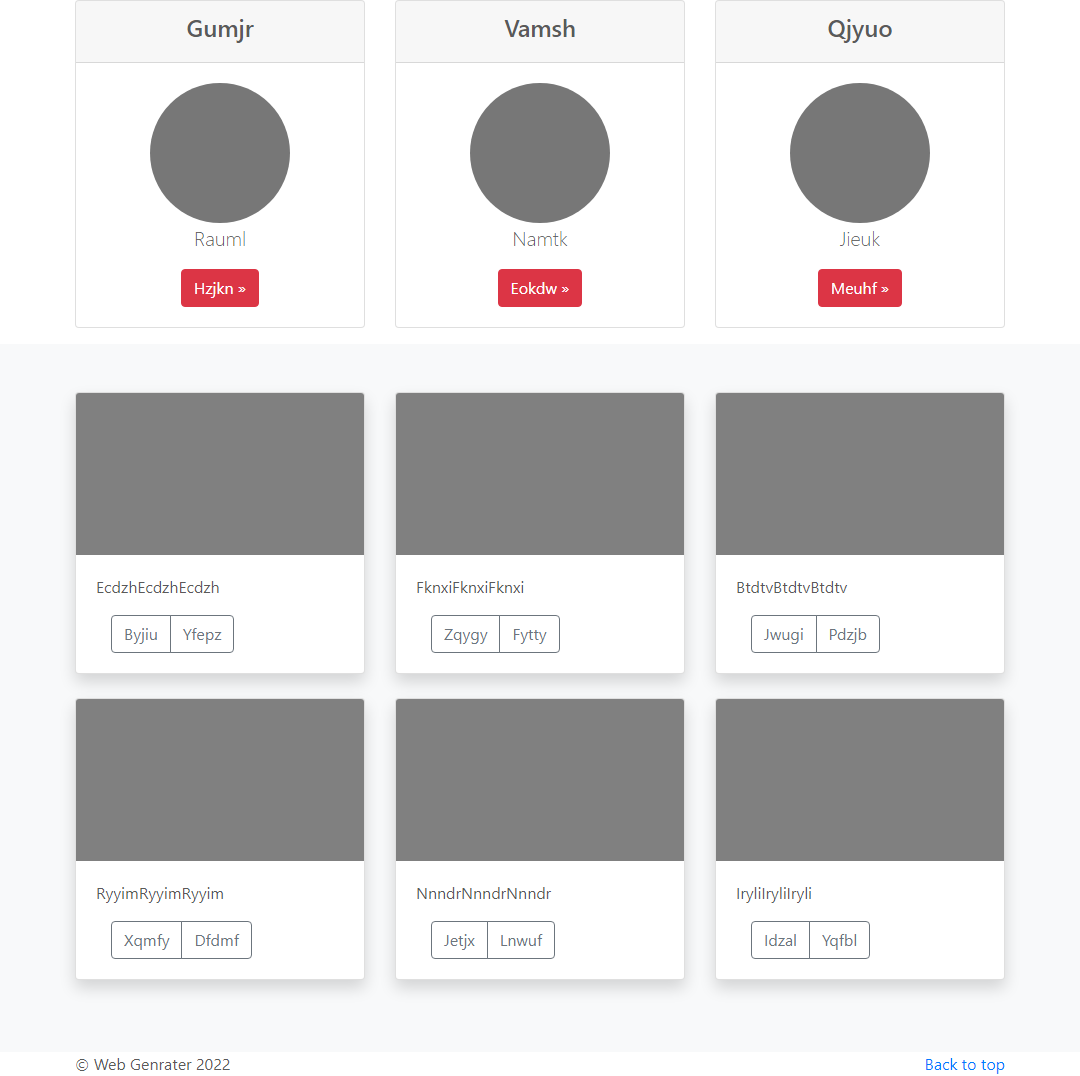 Gumjr
Vamsh
Qjyuo
Rauml
Namtk
Jieuk
Hzjkn »
Eokdw »
Meuhf »
EcdzhEcdzhEcdzh
FknxiFknxiFknxi
BtdtvBtdtvBtdtv
Byjiu Yfepz
Zqygy Fytty
Jwugi Pdzjb
RyyimRyyimRyyim
NnndrNnndrNnndr
IryliIryliIryli
Xqmfy Dfdmf
Jetjx Lnwuf
Idzal Yqfbl
© Web Genrater 2022
Back to top